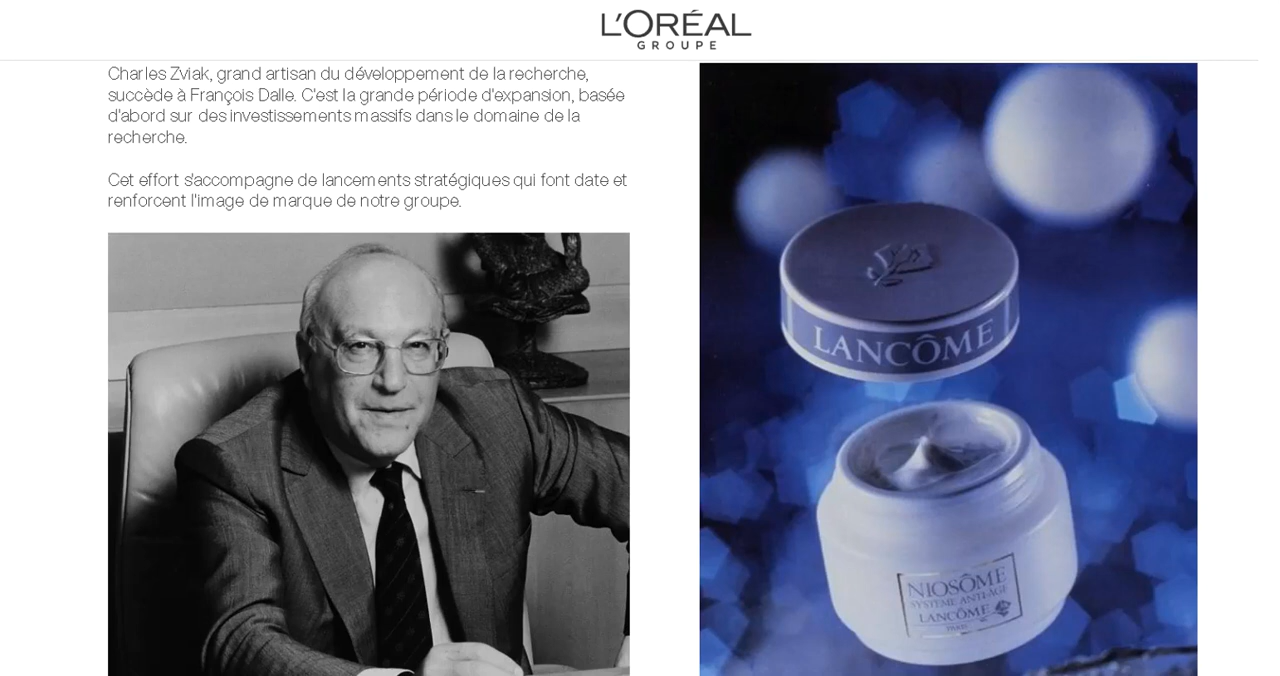 L'ORÉAL
GROUPE
Charles Zviak, grand artisan du développement de la recherche,
succède à François Dalle. C'est la grande période d'expansion, basée
d'abord sur des investissements massifs dans le domaine de la
recherche.
Cet effort s'accompagne de lancements stratégiques qui font date et
renforcent l'image de marque de notre groupe.
LANCÔME
NIOSÔME
SYSTÈME ANTI-ÂGE
LANCÔME
PARIS